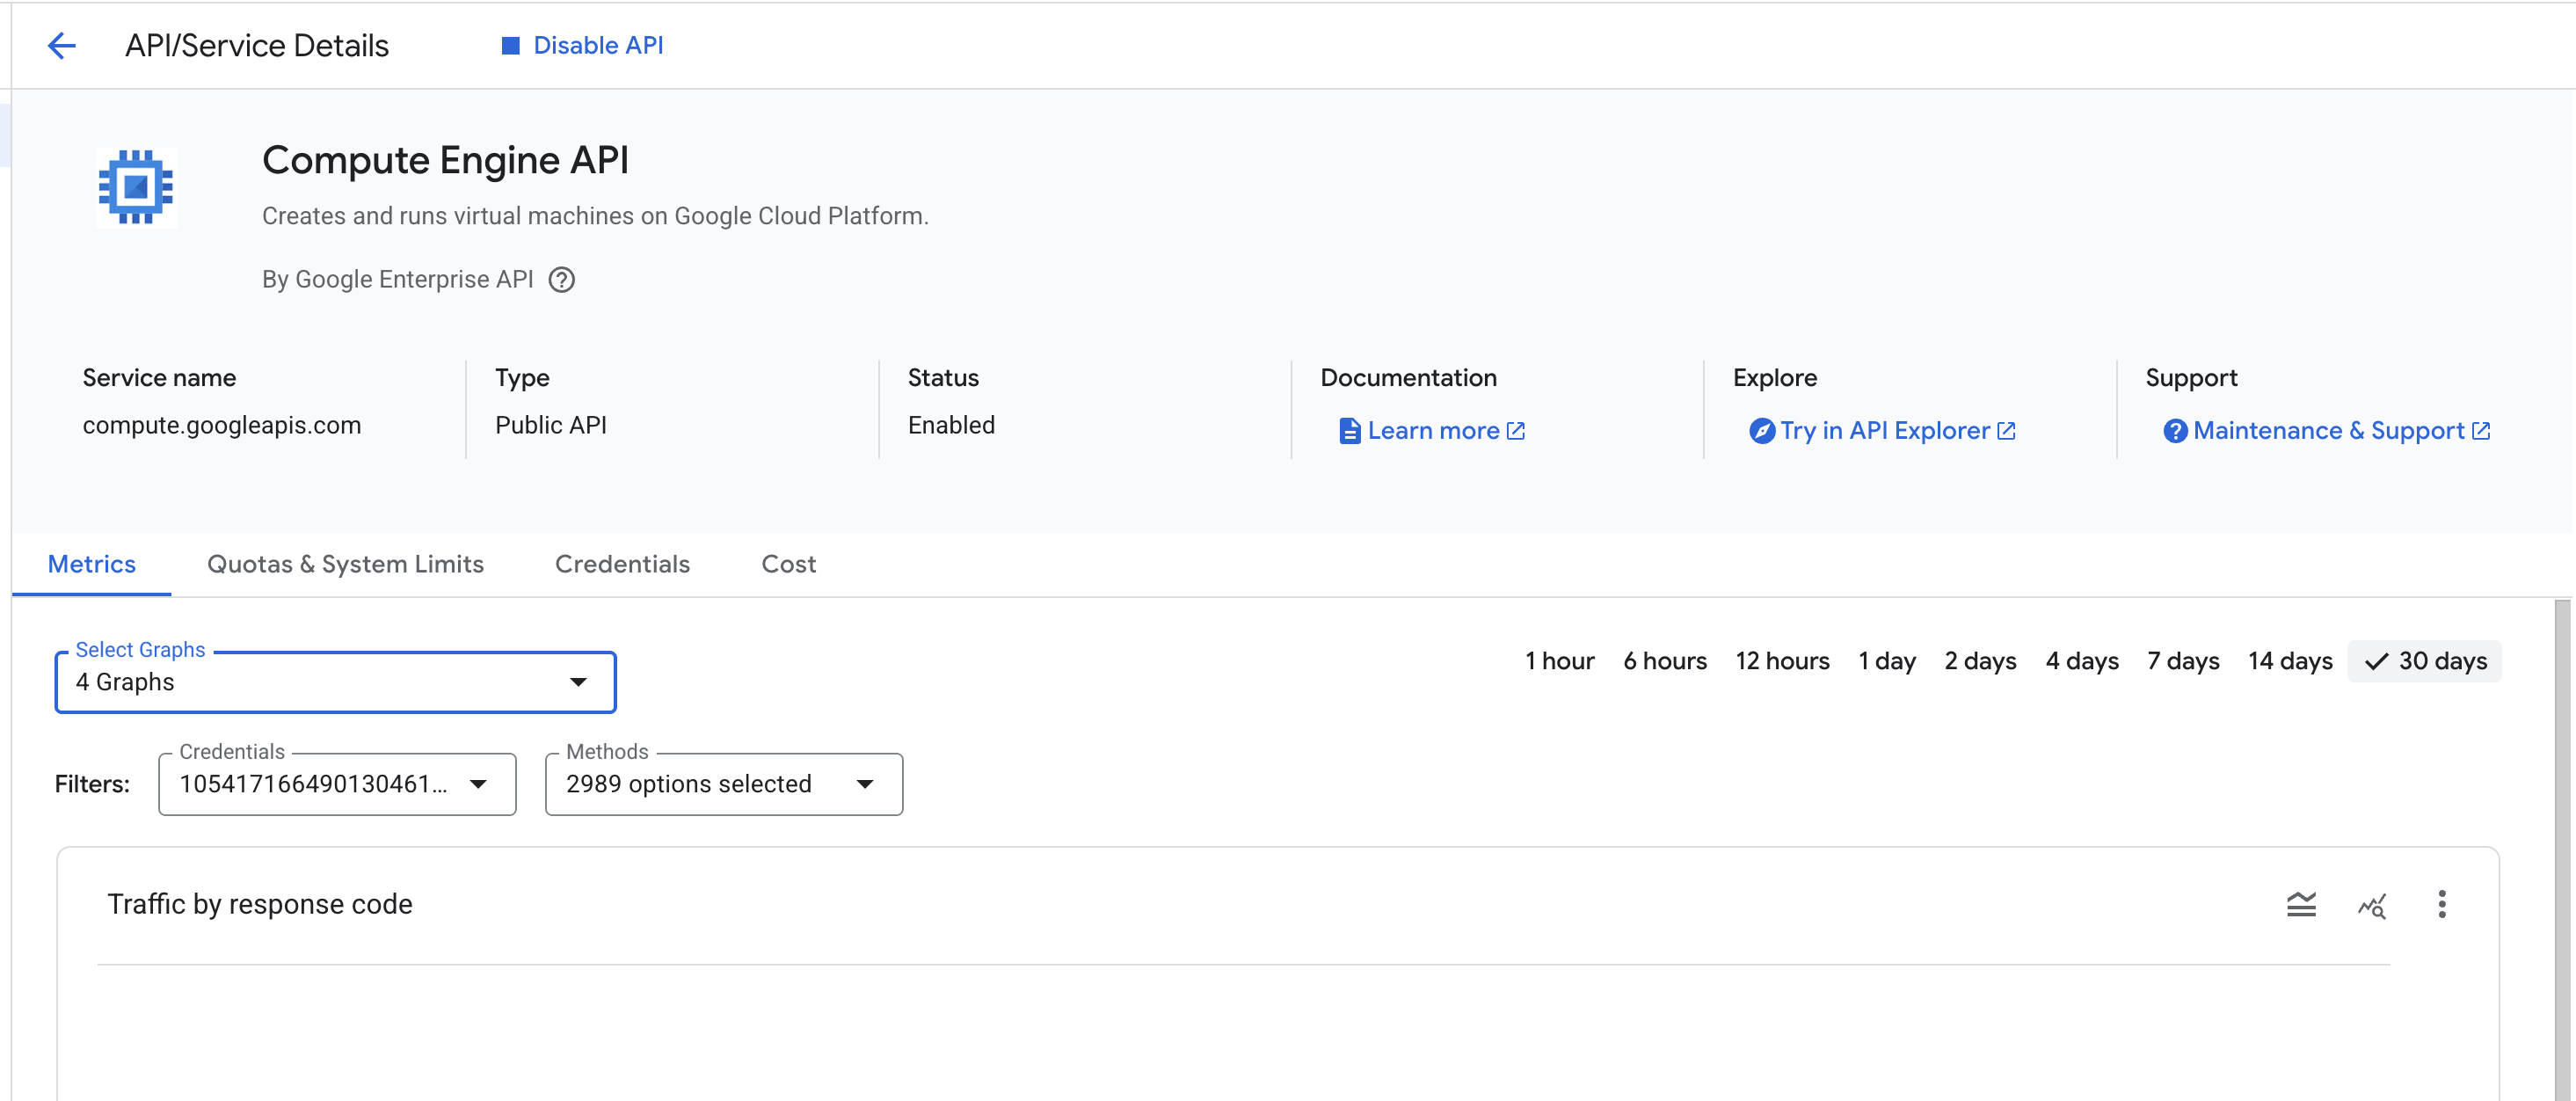 API/Service Details
Disable API
Compute Engine API
Creates and runs virtual machines on Google Cloud Platform.
By Google Enterprise API
Service name
compute.googleapis.com
Type
Public API
Status
Enabled
Documentation
Learn more
Explore
Try in API Explorer
Support
Maintenance & Support
Metrics
Quotas & System Limits
Credentials
Cost
Select Graphs
4 Graphs
1 hour
6 hours
12 hours
1 day
2 days
4 days
7 days
14 days
30 days
Filters:
Credentials
105417166490130461...
Methods
2989 options selected
Traffic by response code